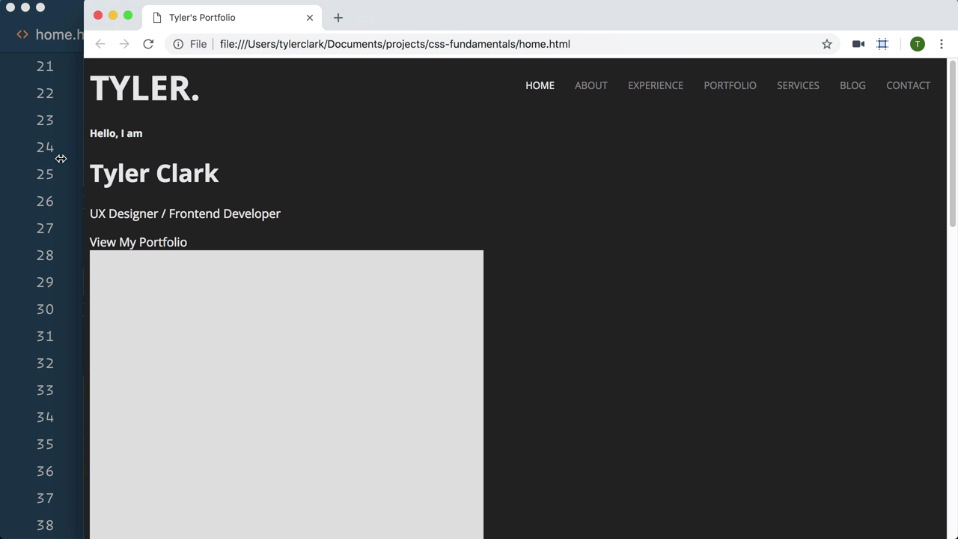 home.h
Tyler's Portfolio
File file:///Users/tylerclark/Documents/projects/css-fundamentals/home.html
T
21
22
23
24
25
26
27
28
29
30
31
32
33
34
35
36
37
38
TYLER.
HOME ABOUT EXPERIENCE PORTFOLIO SERVICES BLOG CONTACT
Hello, I am
Tyler Clark
UX Designer / Frontend Developer
View My Portfolio